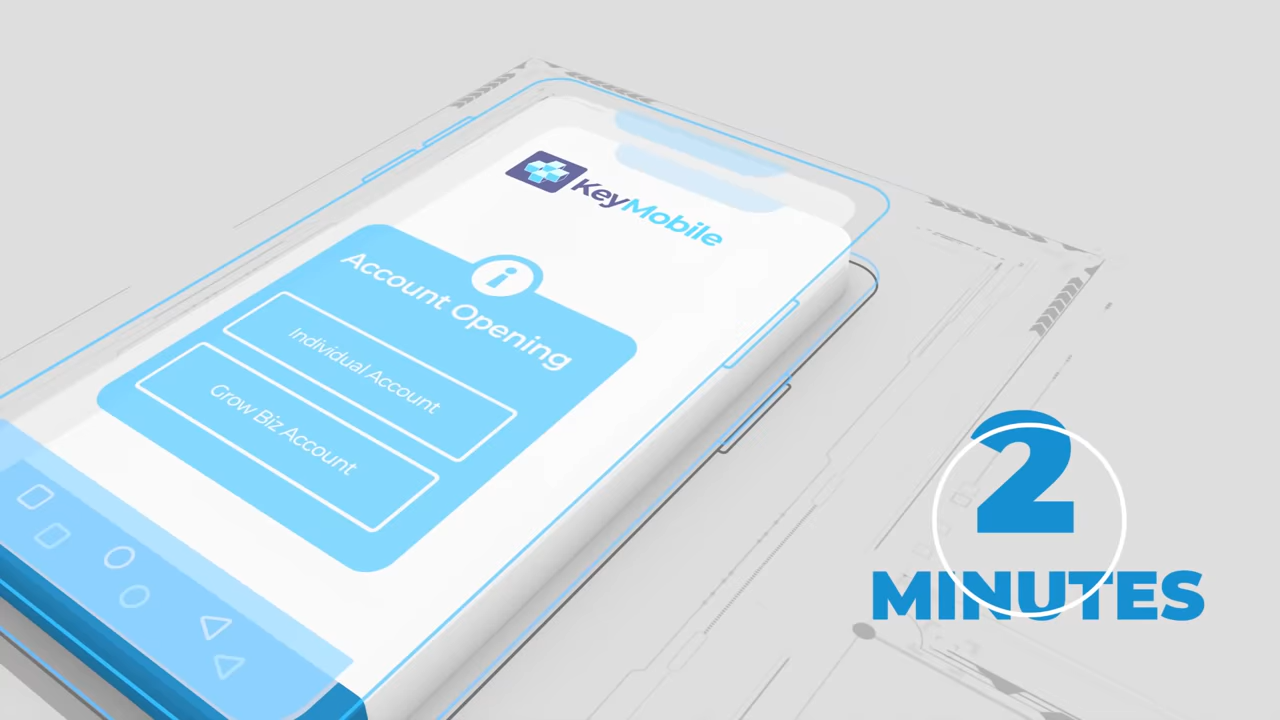 KeyMobile
i
Account Opening
Individual Account
Grow Biz Account
2
MINUTES